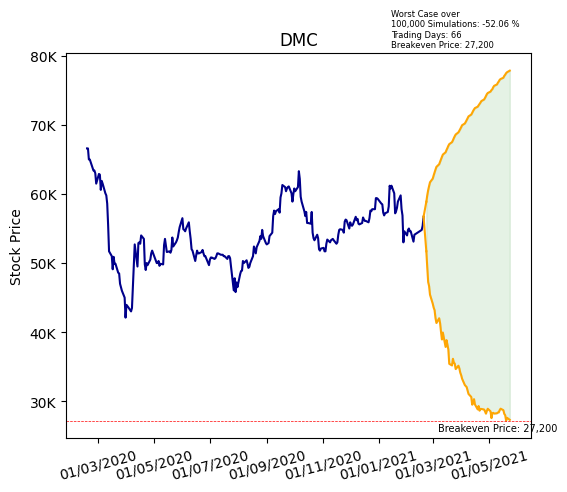 Worst Case over
100,000 Simulations: -52.06 %
Trading Days: 66
Breakeven Price: 27,200
DMC
80K
70K
60K
50K
40K
30K
Stock Price
Breakeven Price: 27,200
01/03/2020
01/05/2020
01/07/2020
01/09/2020
01/11/2020
01/01/2021
01/03/2021
01/05/2021